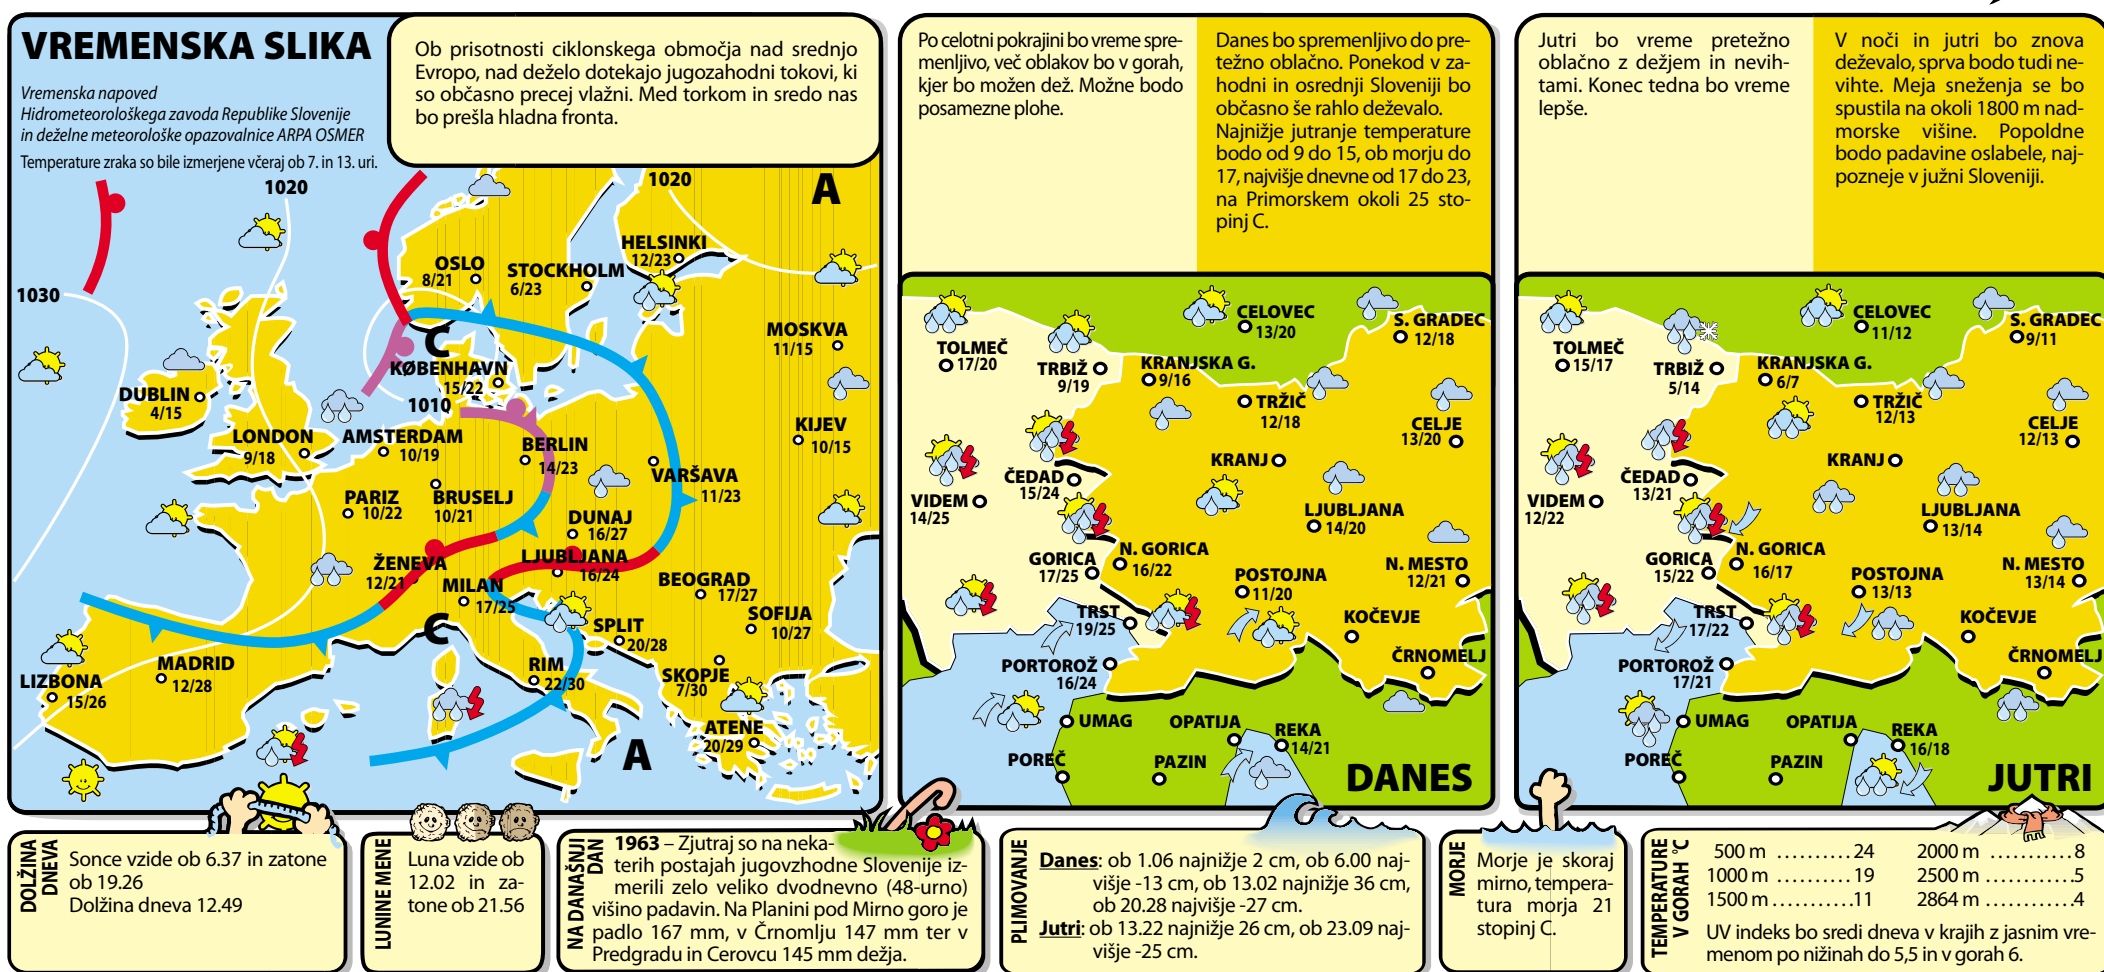 VREMENSKA SLIKA
Vremenska napoved
Hidrometeorološkega zavoda Republike Slovenije
in deželne meteorološke opazovalnice ARPA OSMER
Temperature zraka so bile izmerjene včeraj ob 7. in 13. uri.
Ob prisotnosti ciklonskega območja nad srednjo
Evropo, nad deželo dotekajo jugozahodni tokovi, ki
so občasno precej vlažni. Med torkom in sredo nas
bo prešla hladna fronta.
1020
1020
A
1030
HELSINKI
12/23
OSLO
8/21
STOCKHOLM
6/23
MOSKVA
11/15
C
KØBENHAVN
15/22
1010
DUBLIN
4/15
LONDON
9/18
AMSTERDAM
10/19
BERLIN
14/23
KIJEV
10/15
VARŠAVA
11/23
PARIZ
10/22
BRUSELJ
10/21
DUNAJ
16/27
ŽENEVA
12/21
LJUBLJANA
16/24
MILAN
17/25
BEOGRAD
17/27
C
SPLIT
20/28
SOFIJA
10/27
MADRID
12/28
RIM
22/30
SKOPJE
7/30
LIZBONA
15/26
ATENE
20/29
A
Po celotni pokrajini bo vreme spre-
menljivo, več oblakov bo v gorah,
kjer bo možen dež. Možne bodo
posamezne plohe.
Danes bo spremenljivo do pre-
težno oblačno. Ponekod v za-
hodni in osrednji Sloveniji bo
občasno še rahlo deževalo.
Najnižje jutranje temperature
bodo od 9 do 15, ob morju do
17, najvišje dnevne od 17 do 23,
na Primorskem okoli 25 sto-
pinj C.
CELOVEC
13/20
S. GRADEC
12/18
TOLMEČ
17/20
TRBIŽ
9/19
KRANJSKA G.
9/16
TRŽIČ
12/18
CELJE
13/20
KRANJ
ČEDAD
15/24
VIDEM
14/25
LJUBLJANA
14/20
GORICA
17/25
N. GORICA
16/22
N. MESTO
12/21
POSTOJNA
11/20
TRST
19/25
KOČEVJE
PORTOROŽ
16/24
ČRNOMELJ
UMAG
OPATIJA
REKA
14/21
POREČ
PAZIN
DANES
Jutri bo vreme pretežno
oblačno z dežjem in nevih-
tami. Konec tedna bo vreme
lepše.
V noči in jutri bo znova
deževalo, sprva bodo tudi ne-
vihte. Meja sneženja se bo
spustila na okoli 1800 m nad-
morske višine. Popoldne
bodo padavine oslabele, naj-
pozneje v južni Sloveniji.
CELOVEC
11/12
S. GRADEC
9/11
TOLMEČ
15/17
TRBIŽ
5/14
KRANJSKA G.
6/7
TRŽIČ
12/13
CELJE
12/13
KRANJ
ČEDAD
13/21
VIDEM
12/22
LJUBLJANA
13/14
GORICA
15/22
N. GORICA
16/17
N. MESTO
13/14
POSTOJNA
13/13
TRST
17/22
KOČEVJE
PORTOROŽ
17/21
ČRNOMELJ
UMAG
OPATIJA
REKA
16/18
POREČ
PAZIN
JUTRI
DOLŽINA
DNEVA
Sonce vzide ob 6.37 in zatone
ob 19.26
Dolžina dneva 12.49
LUNINE MENE
Luna vzide ob
12.02 in za-
tone ob 21.56
NA DANAŠNJI
DAN
1963 – Zjutraj so na neka-
terih postajah jugovzhodne Slovenije iz-
merili zelo veliko dvodnevno (48-urno)
višino padavin. Na Planini pod Mirno goro je
padlo 167 mm, v Črnomlju 147 mm ter v
Predgradu in Cerovcu 145 mm dežja.
PLIMOVANJE
Danes: ob 1.06 najnižje 2 cm, ob 6.00 naj-
višje -13 cm, ob 13.02 najnižje 36 cm,
ob 20.28 najvišje -27 cm.
Jutri: ob 13.22 najnižje 26 cm, ob 23.09 naj-
višje -25 cm.
MORJE
Morje je skoraj
mirno, tempera-
tura morja 21
stopinj C.
TEMPERATURE
V GORAH °C
500 m ..........24
1000 m ..........19
1500 m ...........11
2000 m ...........8
2500 m ............5
2864 m ............4
UV indeks bo sredi dneva v krajih z jasnim vre-
menom po nižinah do 5,5 in v gorah 6.